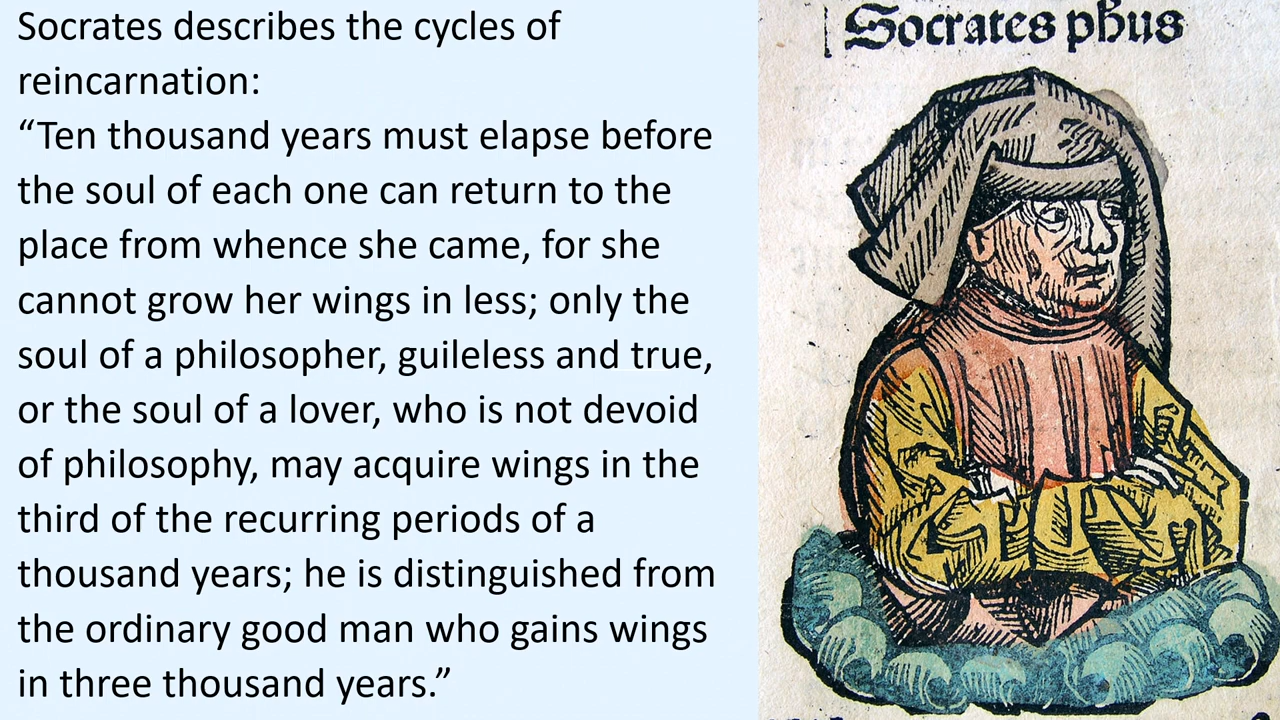 Socrates describes the cycles of
reincarnation:
“Ten thousand years must elapse before
the soul of each one can return to the
place from whence she came, for she
cannot grow her wings in less; only the
soul of a philosopher, guileless and true,
or the soul of a lover, who is not devoid
of philosophy, may acquire wings in the
third of the recurring periods of a
thousand years; he is distinguished from
the ordinary good man who gains wings
in three thousand years.”
Socrates phus